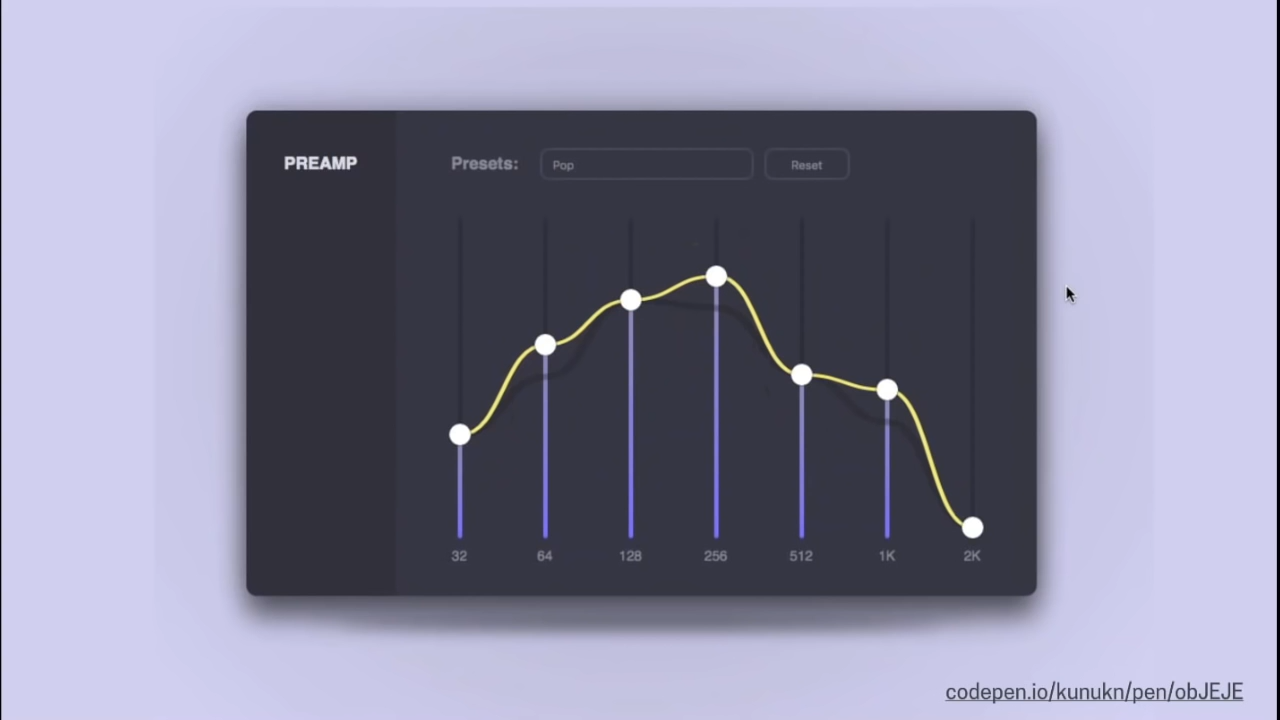 PREAMP
Presets: Pop Reset
32 64 128 256 512 1K 2K
codepen.io/kunukn/pen/obJEJE